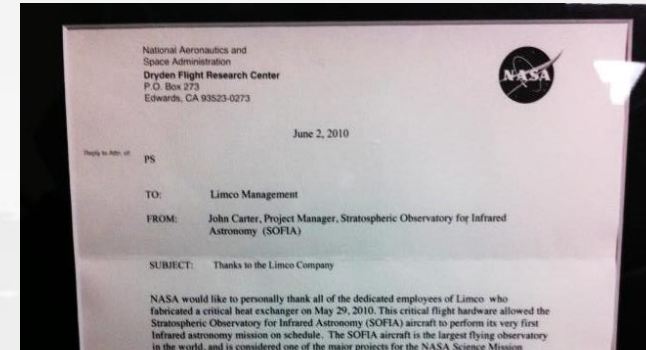 National Aeronautics and
Space Administration
Dryden Flight Research Center
P.O. Box 273
Edwards, CA 93523-0273
NASA
June 2, 2010
Reply to Attn. of: PS
TO: Limco Management
FROM: John Carter, Project Manager, Stratospheric Observatory for Infrared
Astronomy (SOFIA)
SUBJECT: Thanks to the Limco Company
NASA would like to personally thank all of the dedicated employees of Limco who
fabricated a critical heat exchanger on May 29, 2010. This critical flight hardware allowed the
Stratospheric Observatory for Infrared Astronomy (SOFIA) aircraft to perform its very first
Infrared astronomy mission on schedule. The SOFIA aircraft is the largest flying observatory
in the world, and is considered one of the major projects for the NASA Science Mission